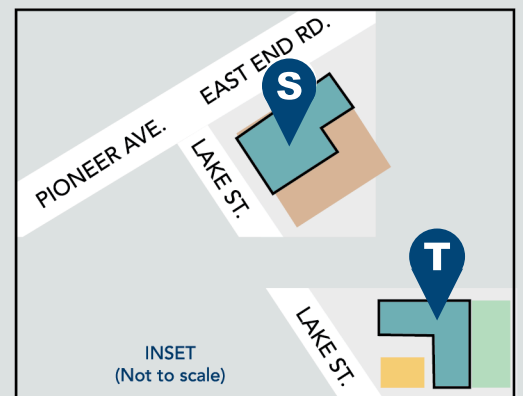 EAST END RD.
S
PIONEER AVE.
LAKE ST.
T
LAKE ST.
INSET
(Not to scale)